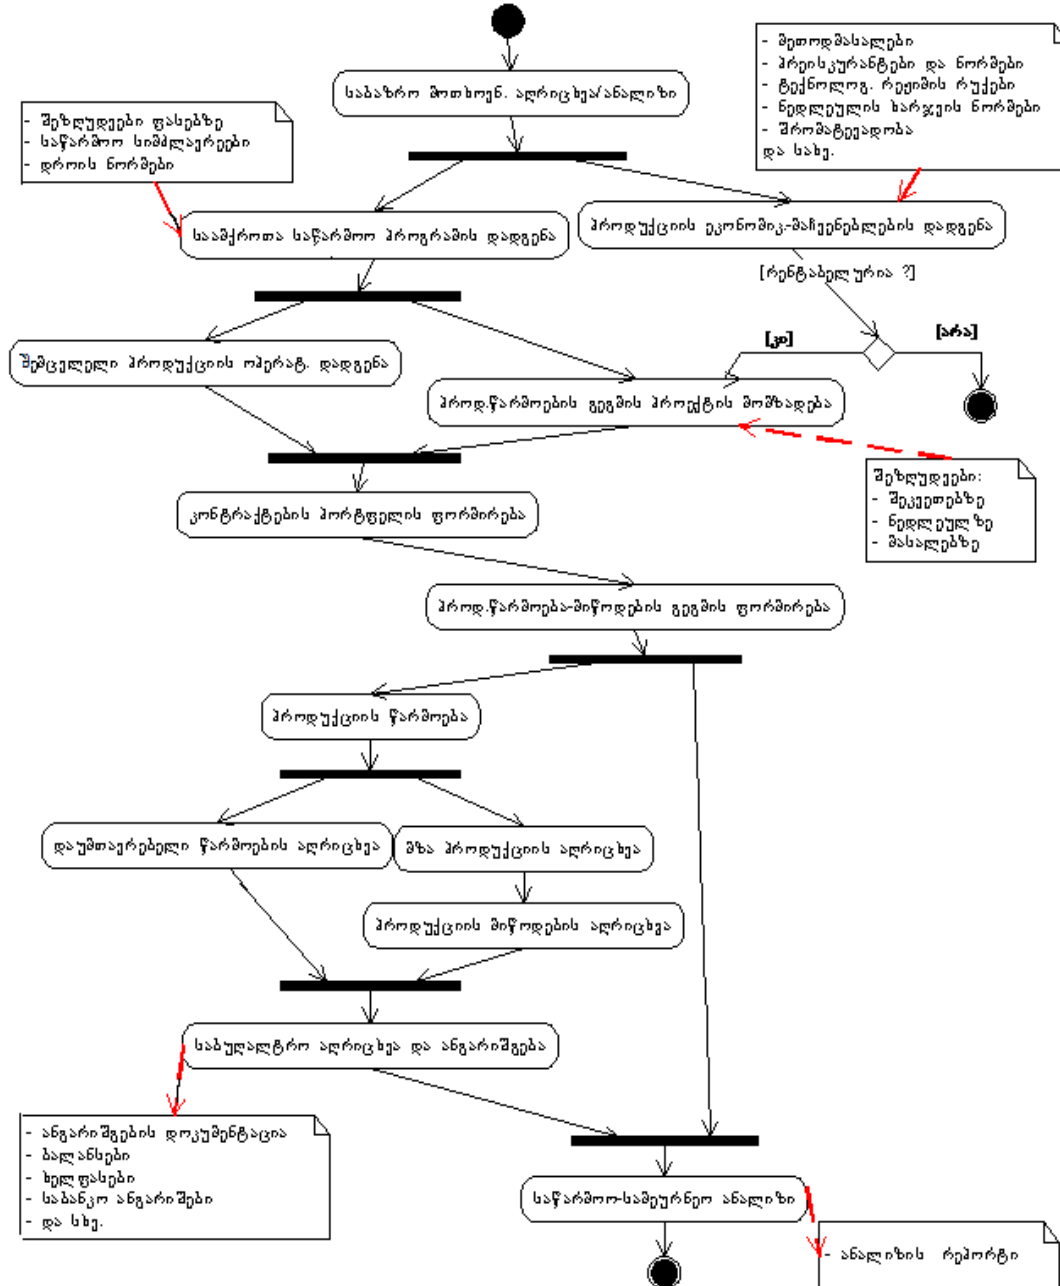 საბაზრო მოთხოვნ. აღრიცხვა/ანალიზი
- მეთოდმასალები
- პრეისკურანტები და ნორმები
- ტექნოლოგ. რეჟიმის რუქები
- ნედლეულის ხარჯვის ნორმები
- შრომატევადობა
და სახვ.
- შეზღუდვები ფასებზე
- საწარმოო სიმძლავრეები
- დროის ნორმები
საამქროთა საწარმოო პროგრამის დადგენა
პროდუქციის ეკონომიკ.-მაჩვენებლების დადგენა
[რენტაბელურია ?]
[კი]
[არა]
შემცვლელი პროდუქციის ოპერატ. დადგენა
პროდ.წარმოების გეგმის პროექტის მომზადება
შეზღუდვები:
- შეკვეთებზე
- ნედლეულზე
- მასალებზე
კონტრაქტების პორტფელის ფორმირება
პროდ.წარმოება-მიწოდების გეგმის ფორმირება
პროდუქციის წარმოება
დაუმთავრებელი წარმოების აღრიცხვა
მზა პროდუქციის აღრიცხვა
პროდუქციის მიწოდების აღრიცხვა
საბუღალტრო აღრიცხვა და ანგარიშგება
- ანგარიშგების დოკუმენტაცია
- ბალანსები
- ხელფასები
- საბანკო ანგარიშები
- და სხვ.
საწარმოო-სამეურნეო ანალიზი
- ანალიზის რეპორტი